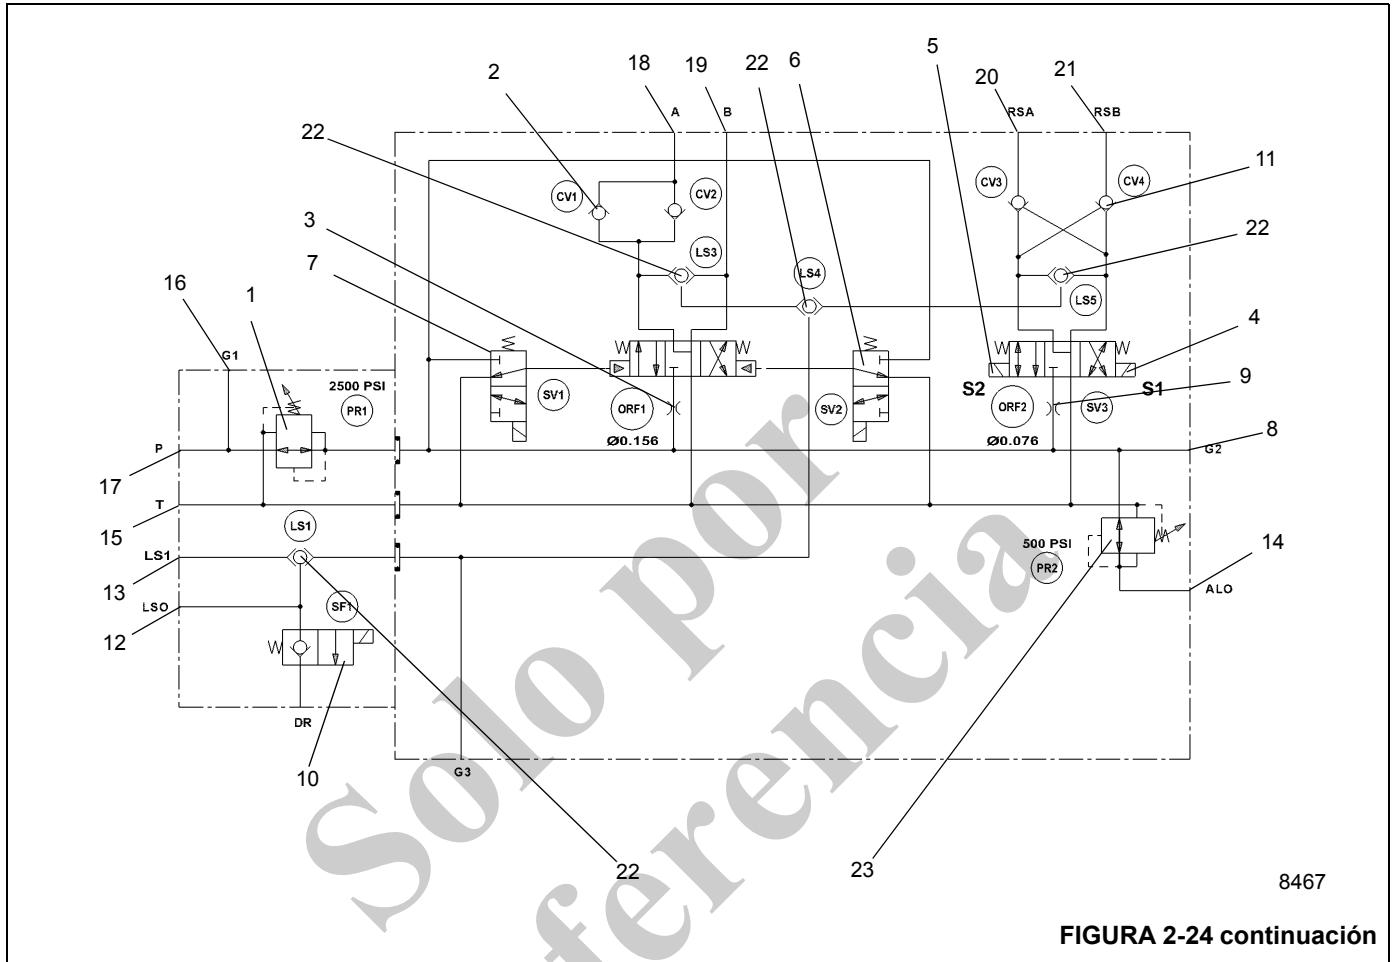 5
18 19 22 6 21
2 20
A B RSA RSB
22
11
CV3 CV4
CV1 CV2
3
22
LS3
7 LS4
16
LS5
1 4
G1
9
2500 PSI
S2 S1
PR1 SV1 ORF1 SV2 ORF2 SV3
8
Ø0.156 Ø0.076
P G2
17
T
15
LS1
500 PSI
14
LS1
PR2
13 ALO
LSO SF1
12
DR
10 G3
22 23
Solo por
ferencia
8467
FIGURA 2-24 continuación